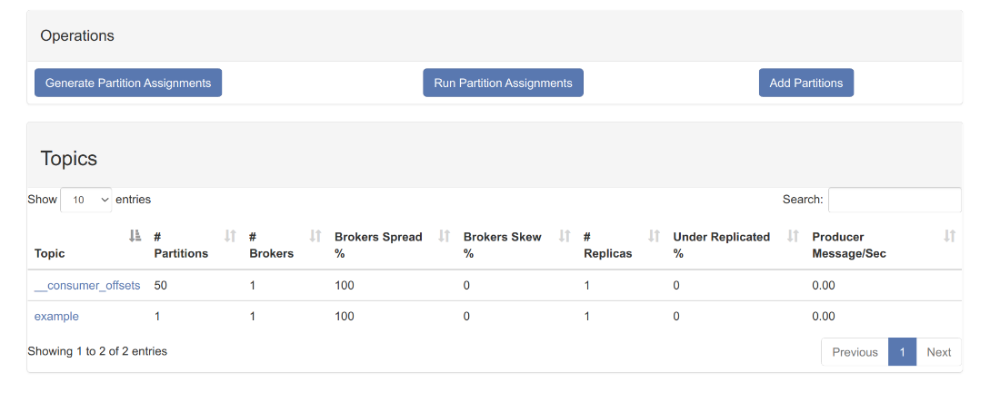 Operations
Generate Partition Assignments Run Partition Assignments Add Partitions
Topics
Show 10 entries Search:
Topic # Partitions # Brokers Brokers Spread % Brokers Skew % # Replicas Under Replicated % Producer Message/Sec
__consumer_offsets 50 1 100 0 1 0 0.00
example 1 1 100 0 1 0 0.00
Showing 1 to 2 of 2 entries Previous 1 Next